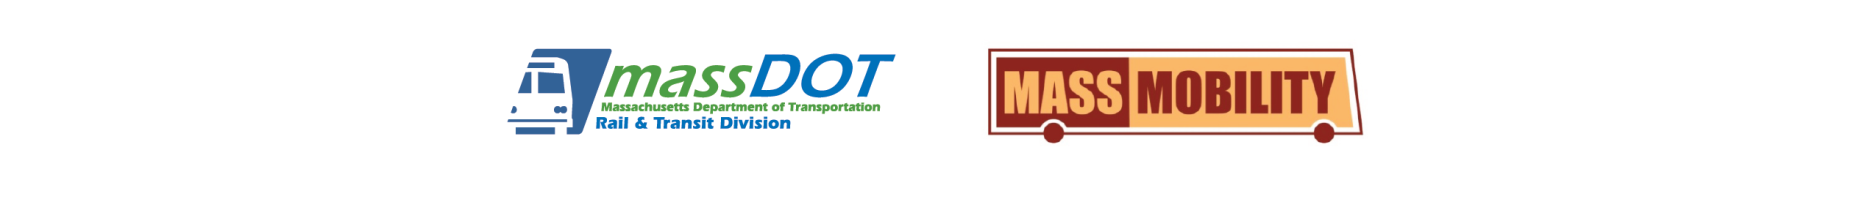 massDOT
Massachusetts Department of Transportation
Rail & Transit Division
MASS MOBILITY